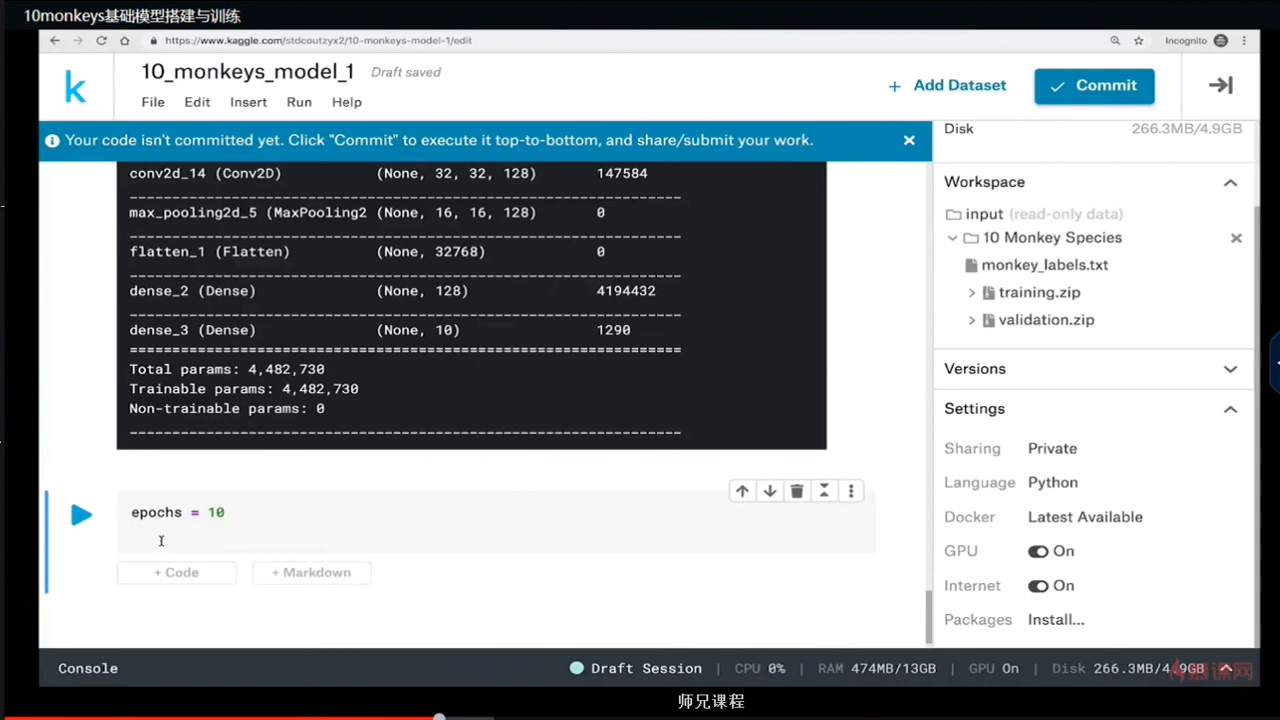 10monkeys基础模型搭建与训练
https://www.kaggle.com/stdcoutzyx2/10-monkeys-model-1/edit
Incognito
k
10_monkeys_model_1 Draft saved
File Edit Insert Run Help
+ Add Dataset
Commit
Your code isn't committed yet. Click "Commit" to execute it top-to-bottom, and share/submit your work.
conv2d_14 (Conv2D) (None, 32, 32, 128) 147584
max_pooling2d_5 (MaxPooling2 (None, 16, 16, 128) 0
flatten_1 (Flatten) (None, 32768) 0
dense_2 (Dense) (None, 128) 4194432
dense_3 (Dense) (None, 10) 1290
Total params: 4,482,730
Trainable params: 4,482,730
Non-trainable params: 0
epochs = 10
+ Code + Markdown
Disk 266.3MB/4.9GB
Workspace
input (read-only data)
10 Monkey Species
monkey_labels.txt
training.zip
validation.zip
Versions
Settings
Sharing Private
Language Python
Docker Latest Available
GPU On
Internet On
Packages Install...
Console
Draft Session | CPU 0% | RAM 474MB/13GB | GPU On | Disk 266.3MB/4.9GB
慕课网
师兄课程